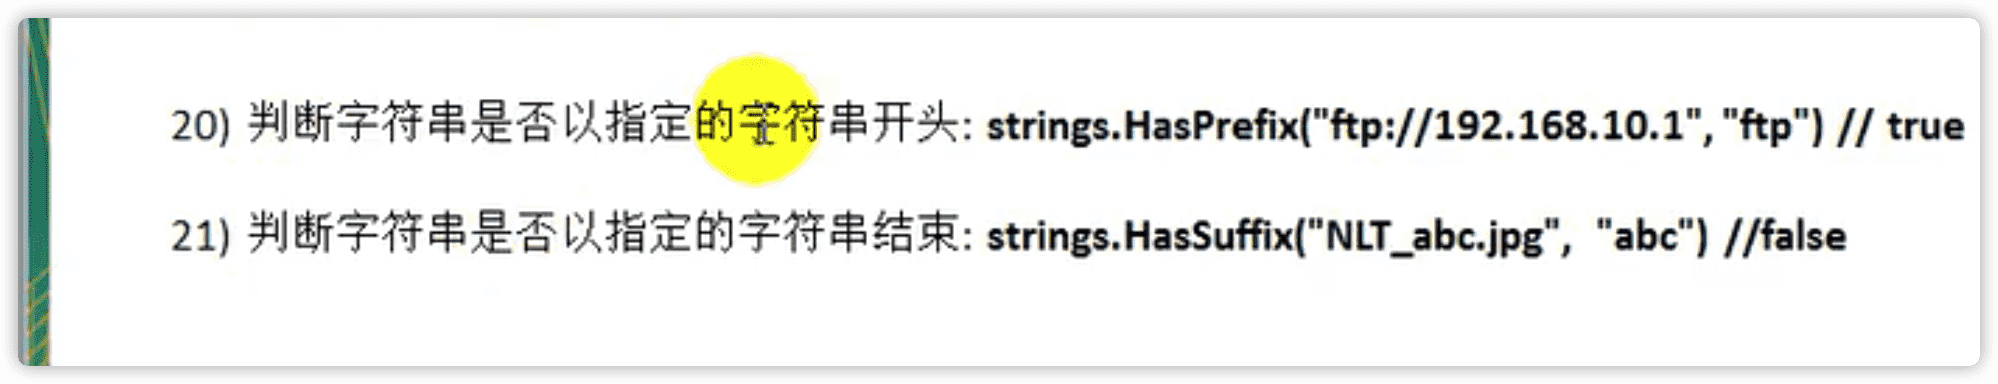 20) 判断字符串是否以指定的字符串开头: strings.HasPrefix("ftp://192.168.10.1", "ftp") // true
21) 判断字符串是否以指定的字符串结束: strings.HasSuffix("NLT_abc.jpg", "abc") //false